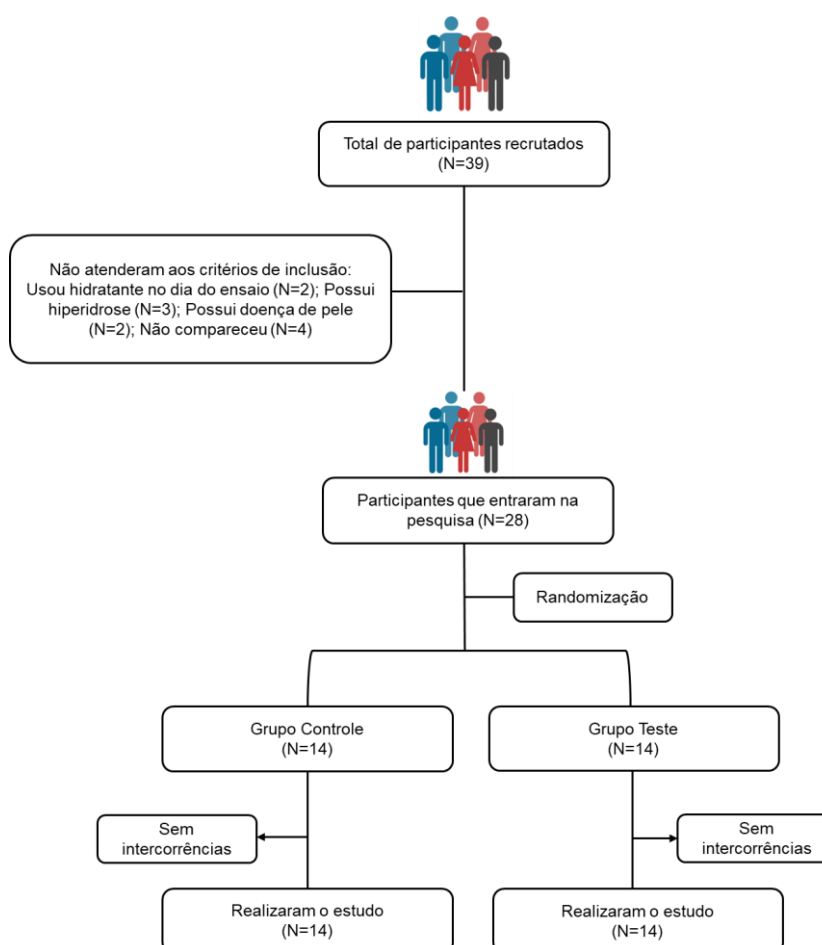 Total de participantes recrutados
(N=39)
Não atenderam aos critérios de inclusão:
Usou hidratante no dia do ensaio (N=2); Possui
hiperidrose (N=3); Possui doença de pele
(N=2); Não compareceu (N=4)
Participantes que entraram na
pesquisa (N=28)
Randomização
Grupo Controle
(N=14)
Grupo Teste
(N=14)
Sem
intercorrências
Sem
intercorrências
Realizaram o estudo
(N=14)
Realizaram o estudo
(N=14)